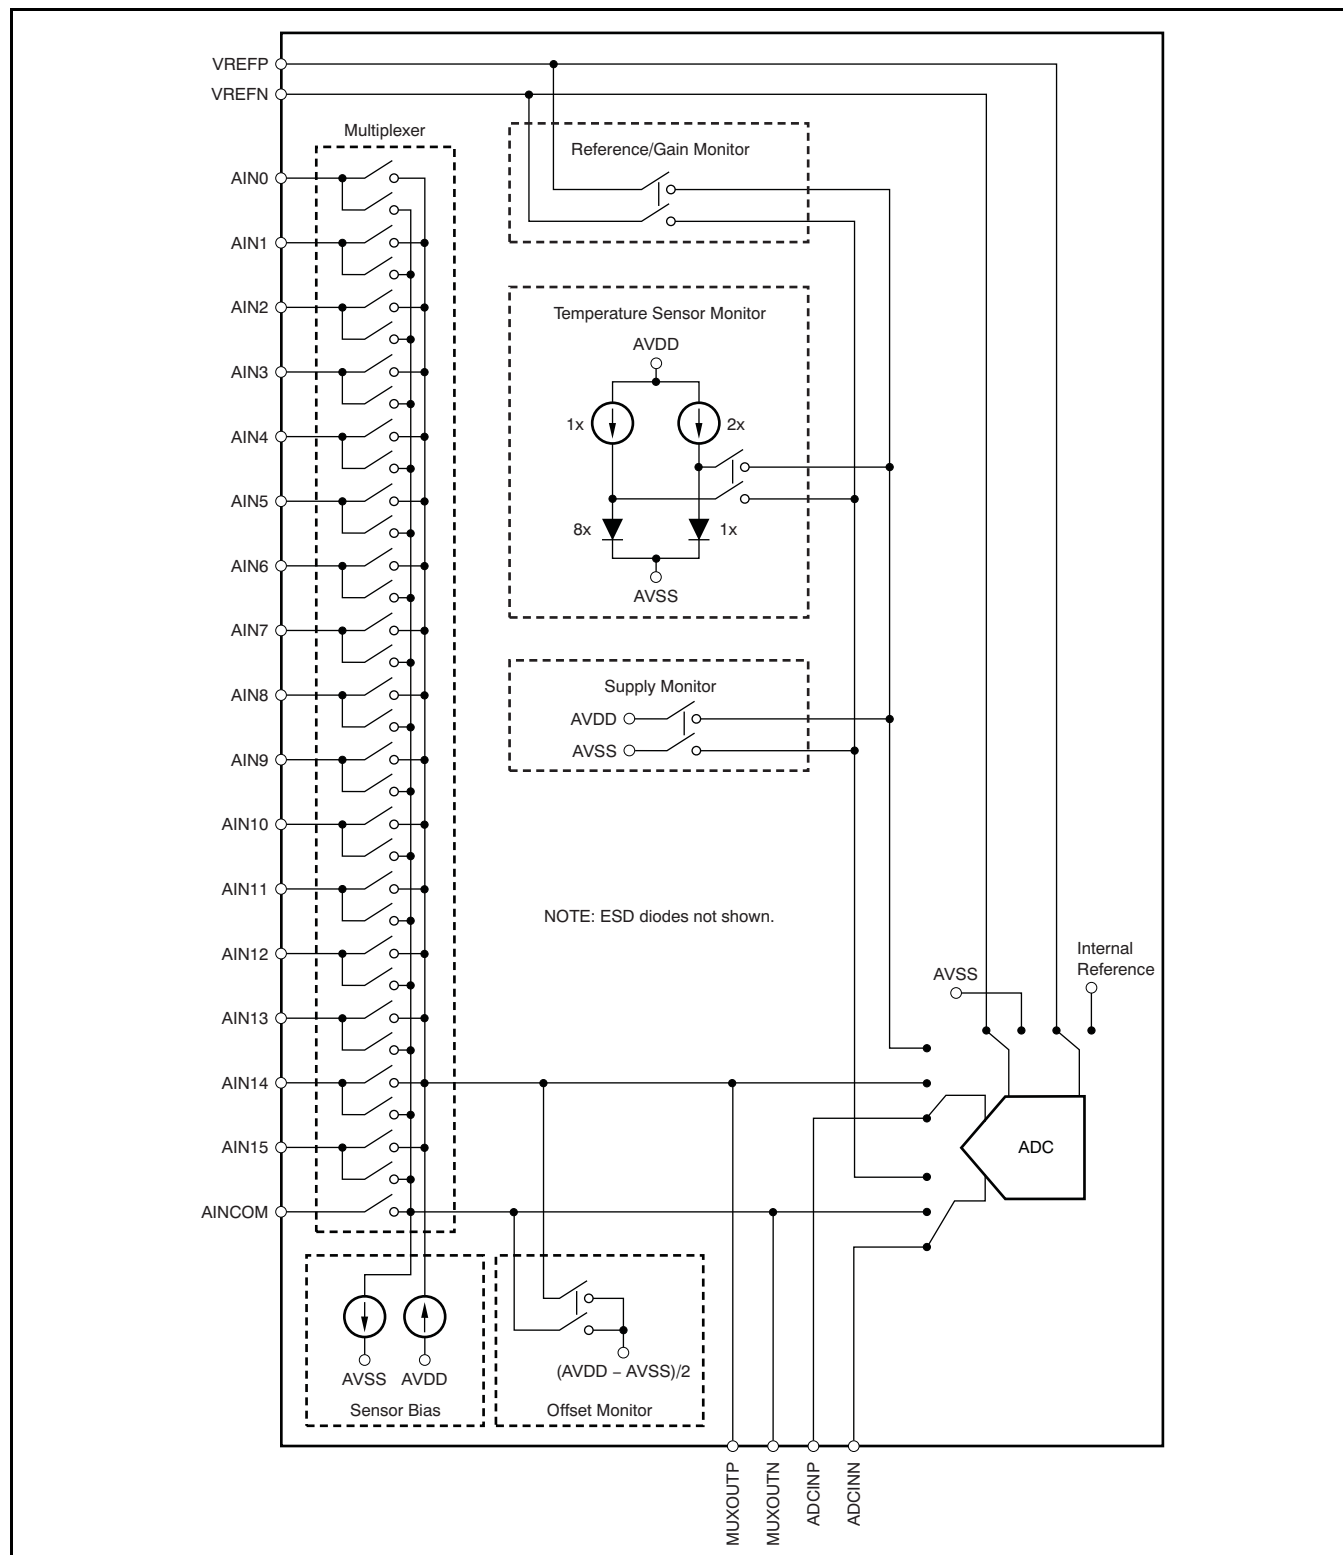 VREFP
VREFN
Multiplexer
Reference/Gain Monitor
AIN0
AIN1
AIN2
AIN3
AIN4
AIN5
AIN6
AIN7
AIN8
AIN9
AIN10
AIN11
AIN12
AIN13
AIN14
AIN15
AINCOM
Temperature Sensor Monitor
AVDD
1x
2x
8x
1x
AVSS
Supply Monitor
AVDD
AVSS
NOTE: ESD diodes not shown.
Internal
Reference
AVSS
ADC
AVSS
AVDD
Sensor Bias
(AVDD − AVSS)/2
Offset Monitor
MUXOUTP
MUXOUTN
ADCINP
ADCINN